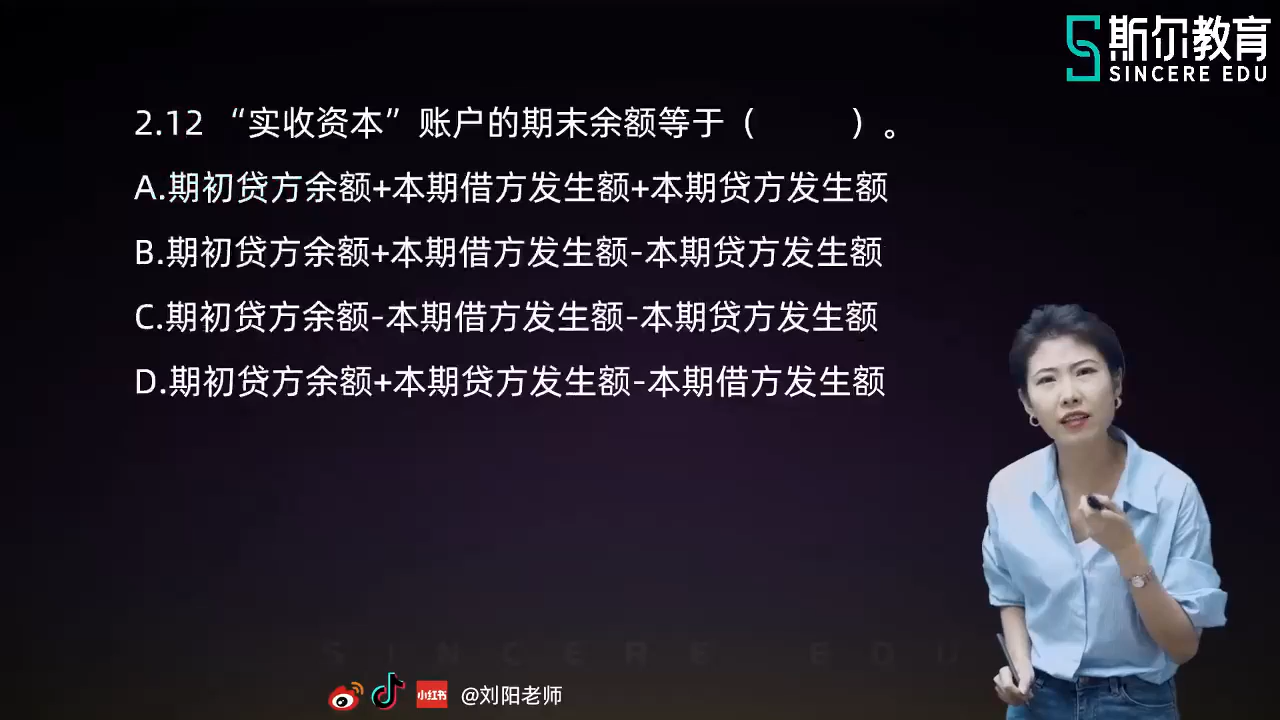 斯尔教育
SINCERE EDU
2.12 “实收资本”账户的期末余额等于（ ）。
A.期初贷方余额+本期借方发生额+本期贷方发生额
B.期初贷方余额+本期借方发生额-本期贷方发生额
C.期初贷方余额-本期借方发生额-本期贷方发生额
D.期初贷方余额+本期贷方发生额-本期借方发生额
SINCERE EDU
小红书 @刘阳老师